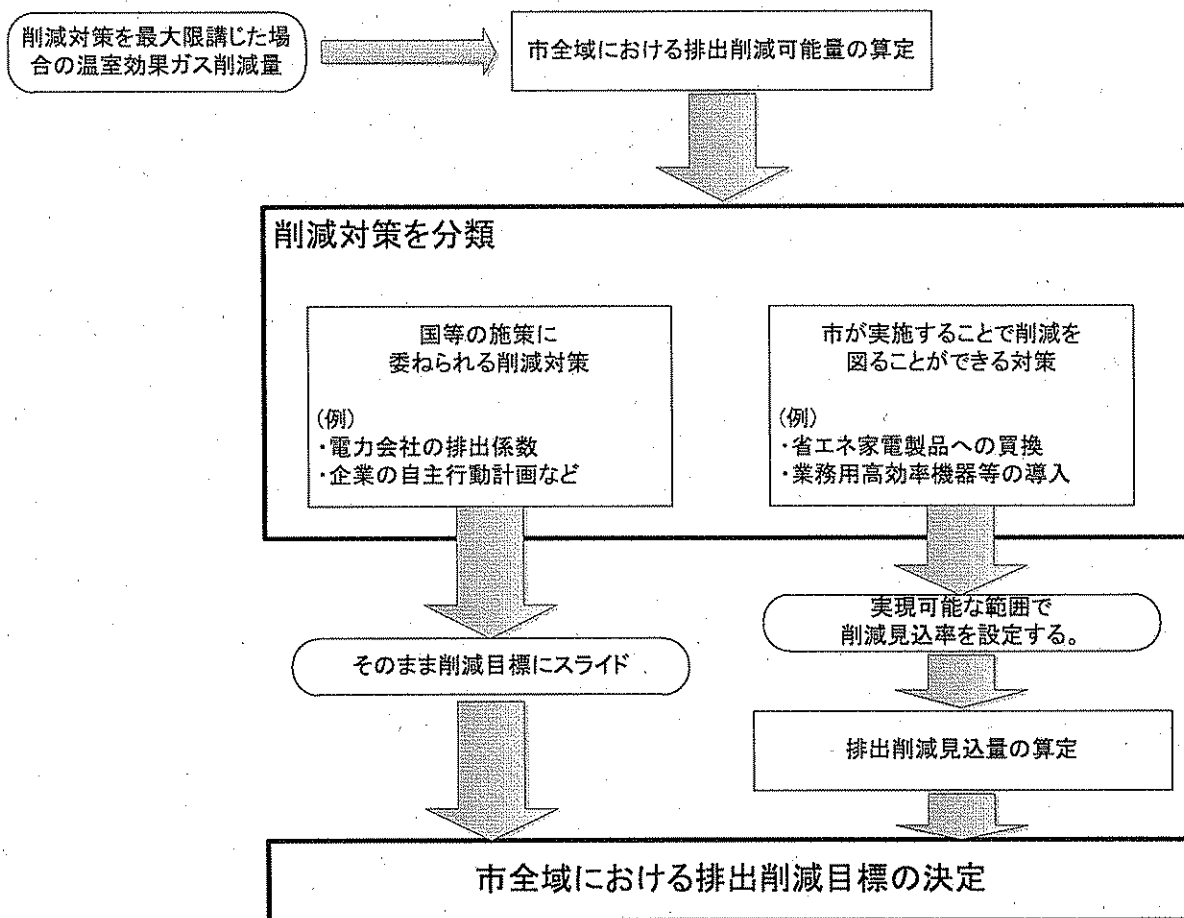 削減対策を最大限講じた場
合の温室効果ガス削減量
市全域における排出削減可能量の算定
削減対策を分類
国等の施策に
委ねられる削減対策
(例)
・電力会社の排出係数
・企業の自主行動計画など
市が実施することで削減を
図ることができる対策
(例)
・省エネ家電製品への買換
・業務用高効率機器等の導入
そのまま削減目標にスライド
実現可能な範囲で
削減見込率を設定する。
排出削減見込量の算定
市全域における排出削減目標の決定